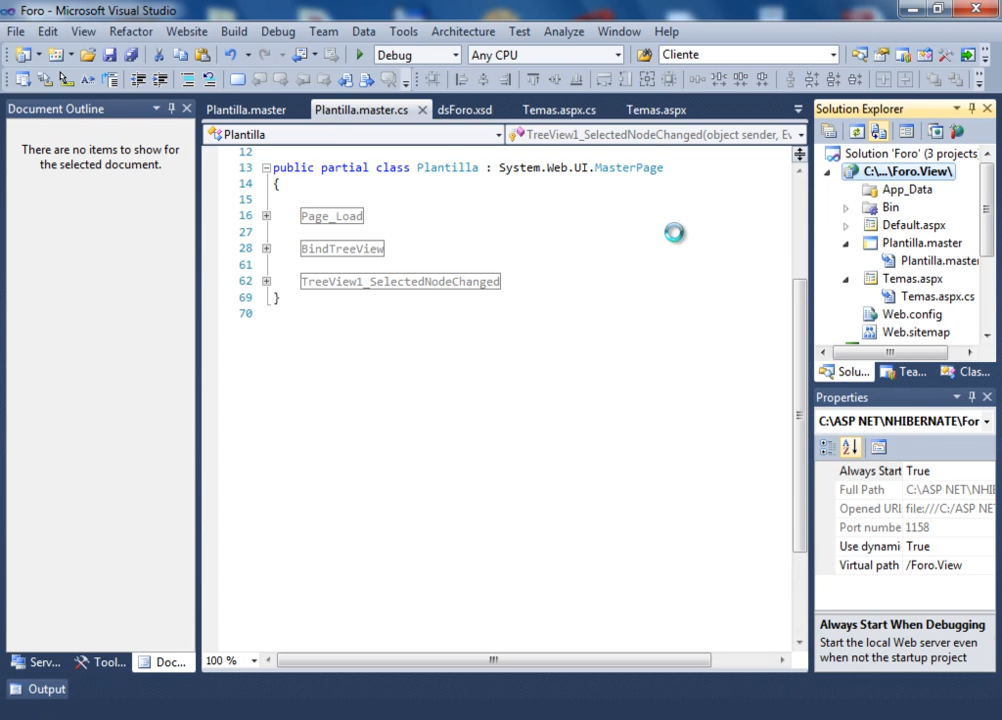 Foro - Microsoft Visual Studio
File Edit View Refactor Website Build Debug Team Data Tools Architecture Test Analyze Window Help
Debug Any CPU Cliente
Document Outline
There are no items to show for
the selected document.
Plantilla.master Plantilla.master.cs dsForo.xsd Temas.aspx.cs Temas.aspx
Plantilla TreeView1_SelectedNodeChanged(object sender, Ev
12
13 public partial class Plantilla : System.Web.UI.MasterPage
14 {
15
16 Page_Load
27
28 BindTreeView
61
62 TreeView1_SelectedNodeChanged
69 }
70
100 %
Solution Explorer
Solution 'Foro' (3 projects)
C:\...\Foro.View\
App_Data
Bin
Default.aspx
Plantilla.master
Plantilla.maste
Temas.aspx
Temas.aspx.cs
Web.config
Web.sitemap
Solu... Tea... Clas...
Properties
C:\ASP NET\NHIBERNATE\For
Always Start True
Full Path C:\ASP NET\NHI
Opened URL file:///C:/ASP NE
Port numbe 1158
Use dynami True
Virtual path /Foro.View
Always Start When Debugging
Start the local Web server even
when not the startup project
Serv... Tool... Doc...
Output